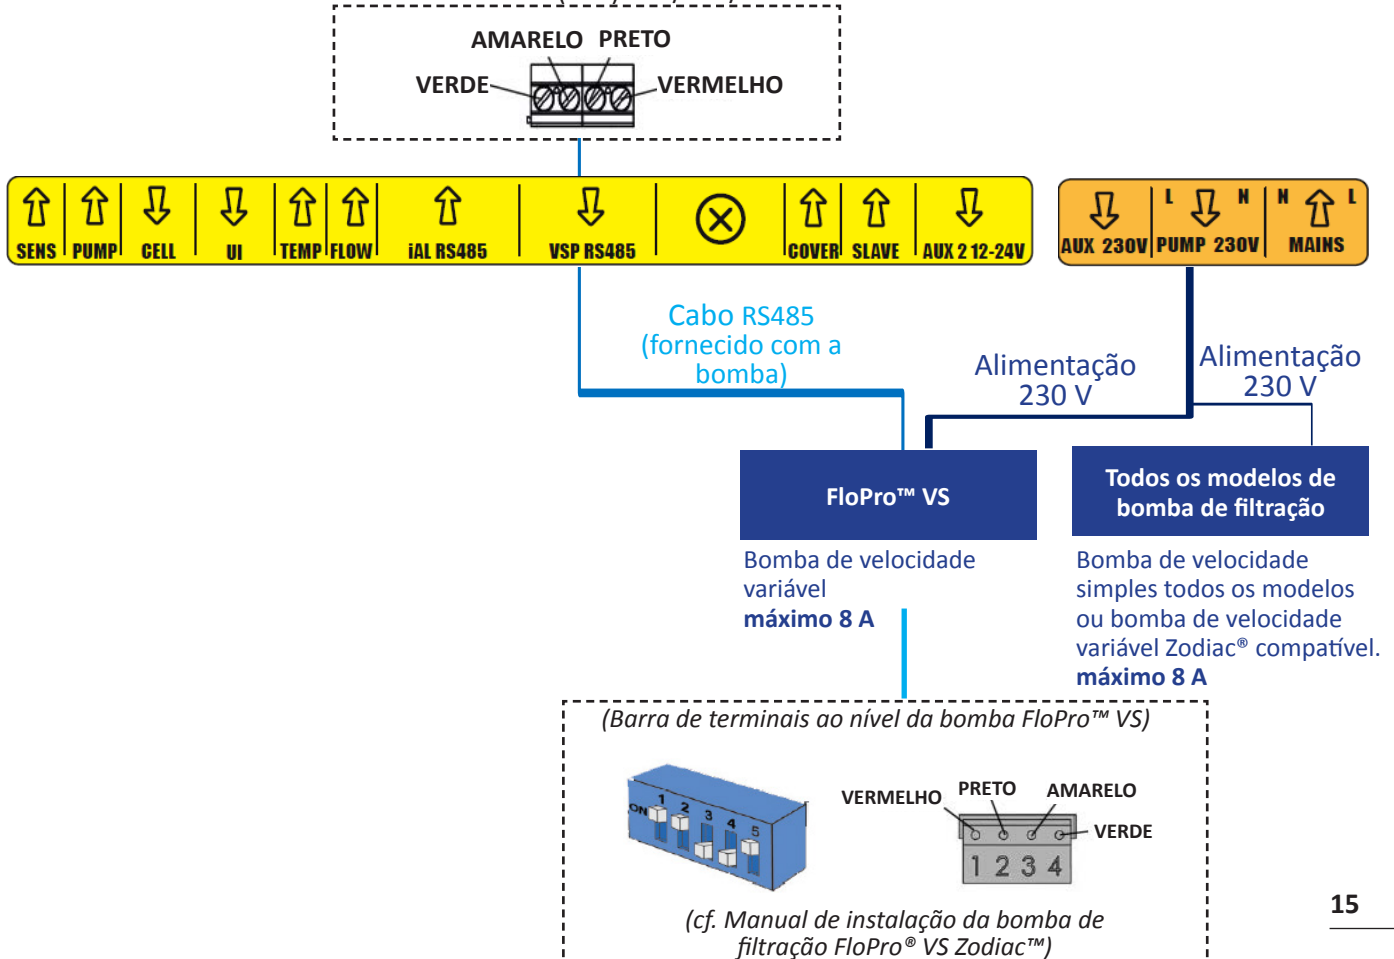 AMARELO PRETO
VERDE VERMELHO
SENS PUMP CELL UI TEMP FLOW iAL RS485 VSP RS485 COVER SLAVE AUX 2 12-24V
L N N L
AUX 230V PUMP 230V MAINS
Cabo RS485
(fornecido com a
bomba)
Alimentação
230 V
Alimentação
230 V
FloPro™ VS
Todos os modelos de
bomba de filtração
Bomba de velocidade
variável
máximo 8 A
Bomba de velocidade
simples todos os modelos
ou bomba de velocidade
variável Zodiac® compatível.
máximo 8 A
(Barra de terminais ao nível da bomba FloPro™ VS)
ON 1 2 3 4 5
VERMELHO PRETO AMARELO
VERDE
1 2 3 4
(cf. Manual de instalação da bomba de
filtração FloPro® VS Zodiac™)
15